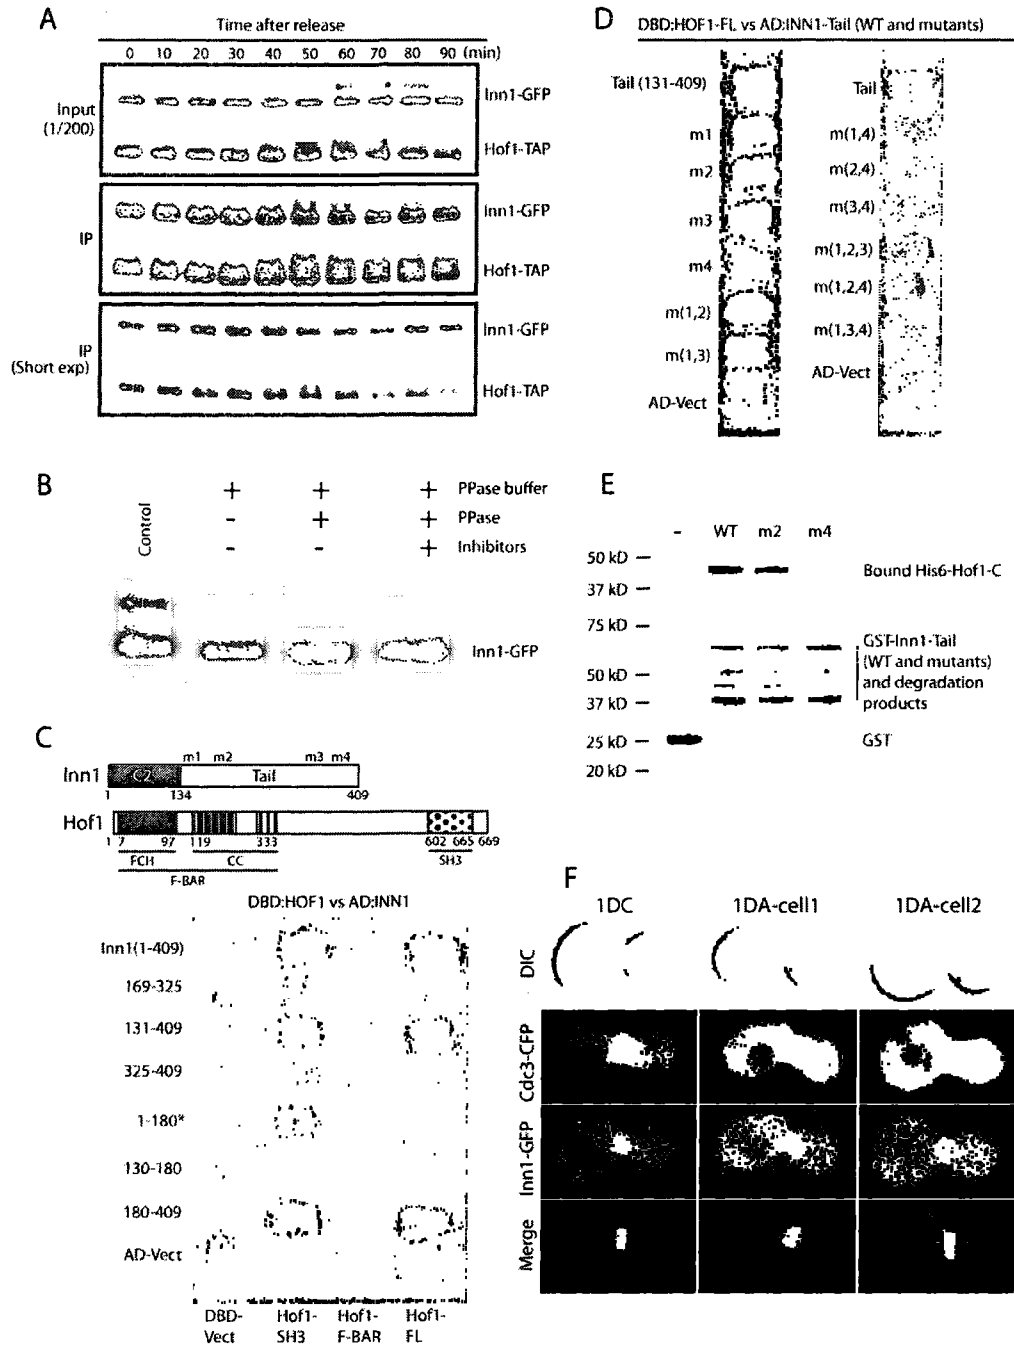 A
Time after release
0 10 20 30 40 50 60 70 80 90 (min)
Input
(1/200)
Inn1-GFP
Hof1-TAP
IP
Inn1-GFP
Hof1-TAP
IP
(Short exp)
Inn1-GFP
Hof1-TAP
B
Control
+ + + PPase buffer
- + + PPase
- - + Inhibitors
Inn1-GFP
C
m1 m2 m3 m4
Inn1 C2 Tail
1 134 409
Hof1
1 7 97 119 333 602 665 669
FCH CC SH3
F-BAR
DBD:HOF1 vs AD:INN1
Inn1(1-409)
169-325
131-409
325-409
1-180*
130-180
180-409
AD-Vect
DBD-
Vect
Hof1-
SH3
Hof1-
F-BAR
Hof1-
FL
D
DBD:HOF1-FL vs AD:INN1-Tail (WT and mutants)
Tail (131-409)
m1
m2
m3
m4
m(1,2)
m(1,3)
AD-Vect
Tail
m(1,4)
m(2,4)
m(3,4)
m(1,2,3)
m(1,2,4)
m(1,3,4)
AD-Vect
E
- WT m2 m4
50 kD
37 kD
75 kD
50 kD
37 kD
25 kD
20 kD
Bound His6-Hof1-C
GST-Inn1-Tail
(WT and mutants)
and degradation
products
GST
F
1DC 1DA-cell1 1DA-cell2
DIC
Cdc3-CFP
Inn1-GFP
Merge